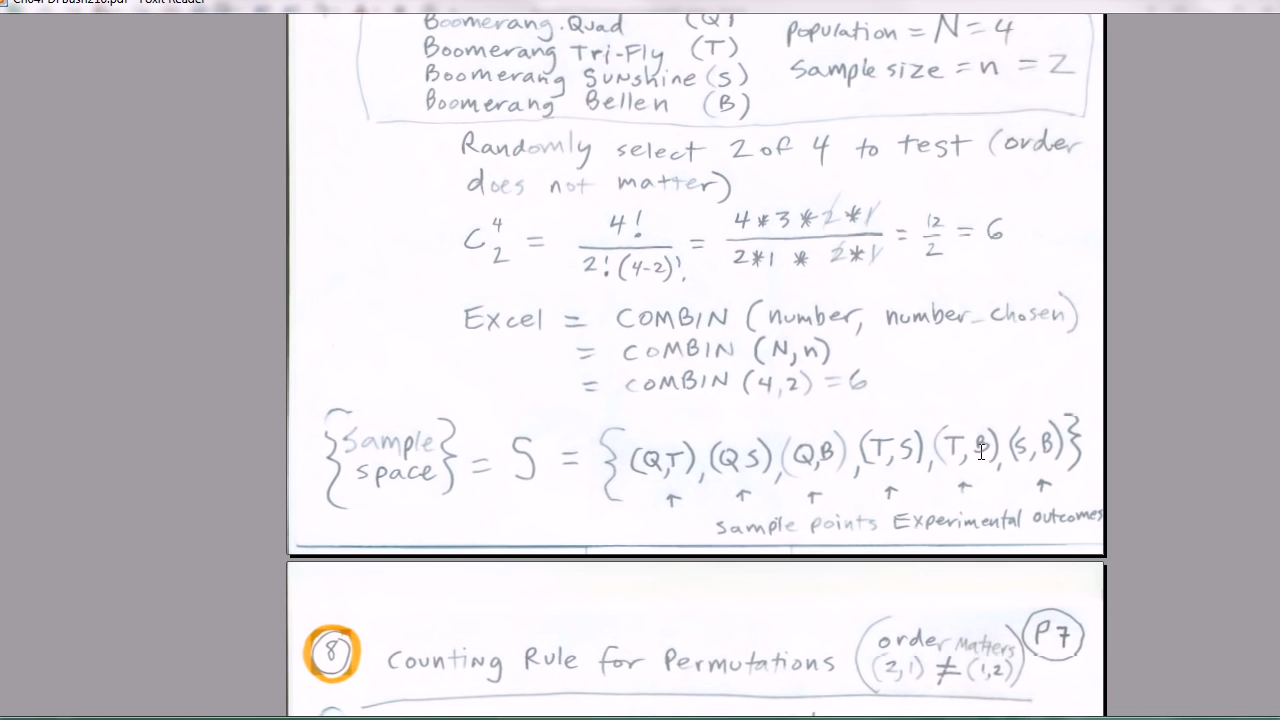 Boomerang Quad (Q)
Boomerang Tri-Fly (T)
Boomerang Sunshine (S)
Boomerang Bellen (B)
population = N = 4
Sample size = n = 2
Randomly select 2 of 4 to test (order
does not matter)
C 4 2 = 4! / 2!(4-2)! = 4*3*2*1 / 2*1 * 2*1 = 12/2 = 6
Excel = COMBIN (number, number_chosen)
= COMBIN (N,n)
= COMBIN (4,2) = 6
{Sample space} = S = {(Q,T),(Q S),(Q,B),(T,S),(T,B),(S,B)}
↑ ↑ ↑ ↑ ↑ ↑
Sample points Experimental outcomes
8 Counting Rule for Permutations (order Matters (2,1) ≠ (1,2)) P7